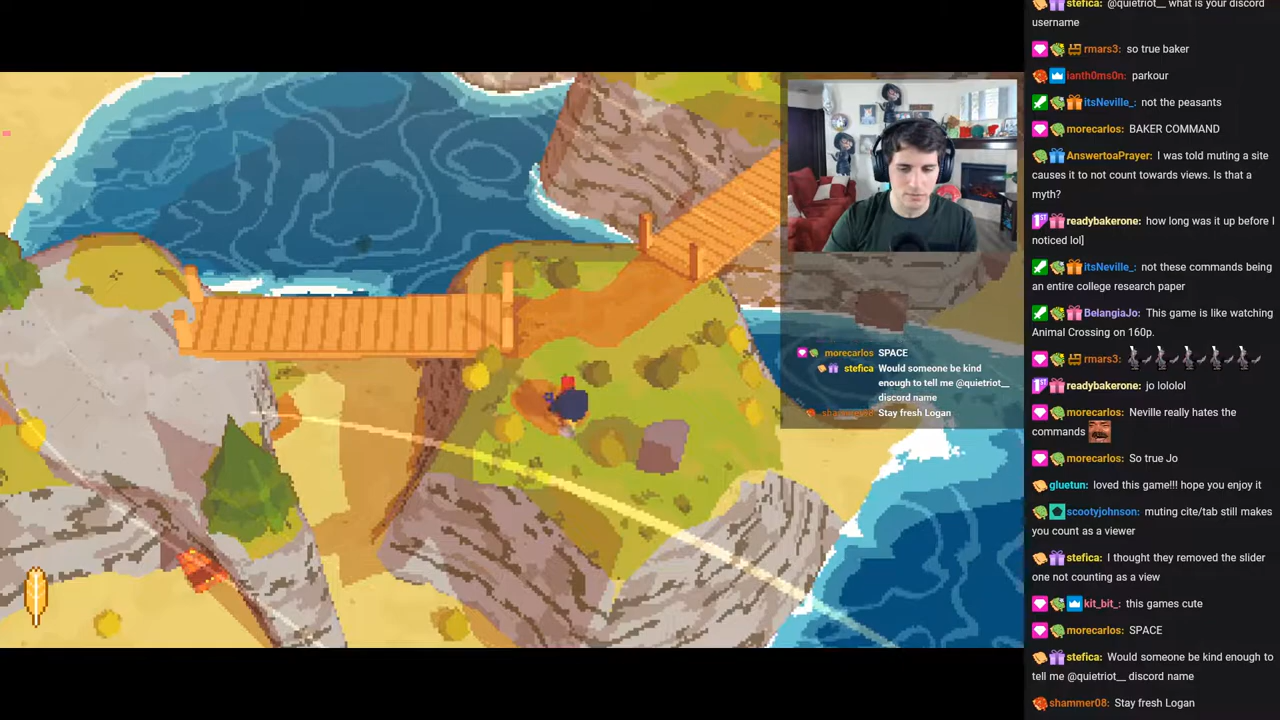 stefica: @quietriot__ what is your discord
username
rmars3: so true baker
ianth0ms0n: parkour
itsNeville_: not the peasants
morecarlos: BAKER COMMAND
AnswertoaPrayer: I was told muting a site
causes it to not count towards views. Is that a
myth?
readybakerone: how long was it up before I
noticed lol]
itsNeville_: not these commands being
an entire college research paper
BelangiaJo: This game is like watching
Animal Crossing on 160p.
rmars3:
readybakerone: jo lololol
morecarlos: Neville really hates the
commands
morecarlos: So true Jo
gluetun: loved this game!!! hope you enjoy it
scootyjohnson: muting cite/tab still makes
you count as a viewer
stefica: I thought they removed the slider
one not counting as a view
kit_bit_: this games cute
morecarlos: SPACE
stefica: Would someone be kind enough to
tell me @quietriot__ discord name
shammer08: Stay fresh Logan
morecarlos SPACE
stefica Would someone be kind
enough to tell me @quietriot__
discord name
shammer08 Stay fresh Logan